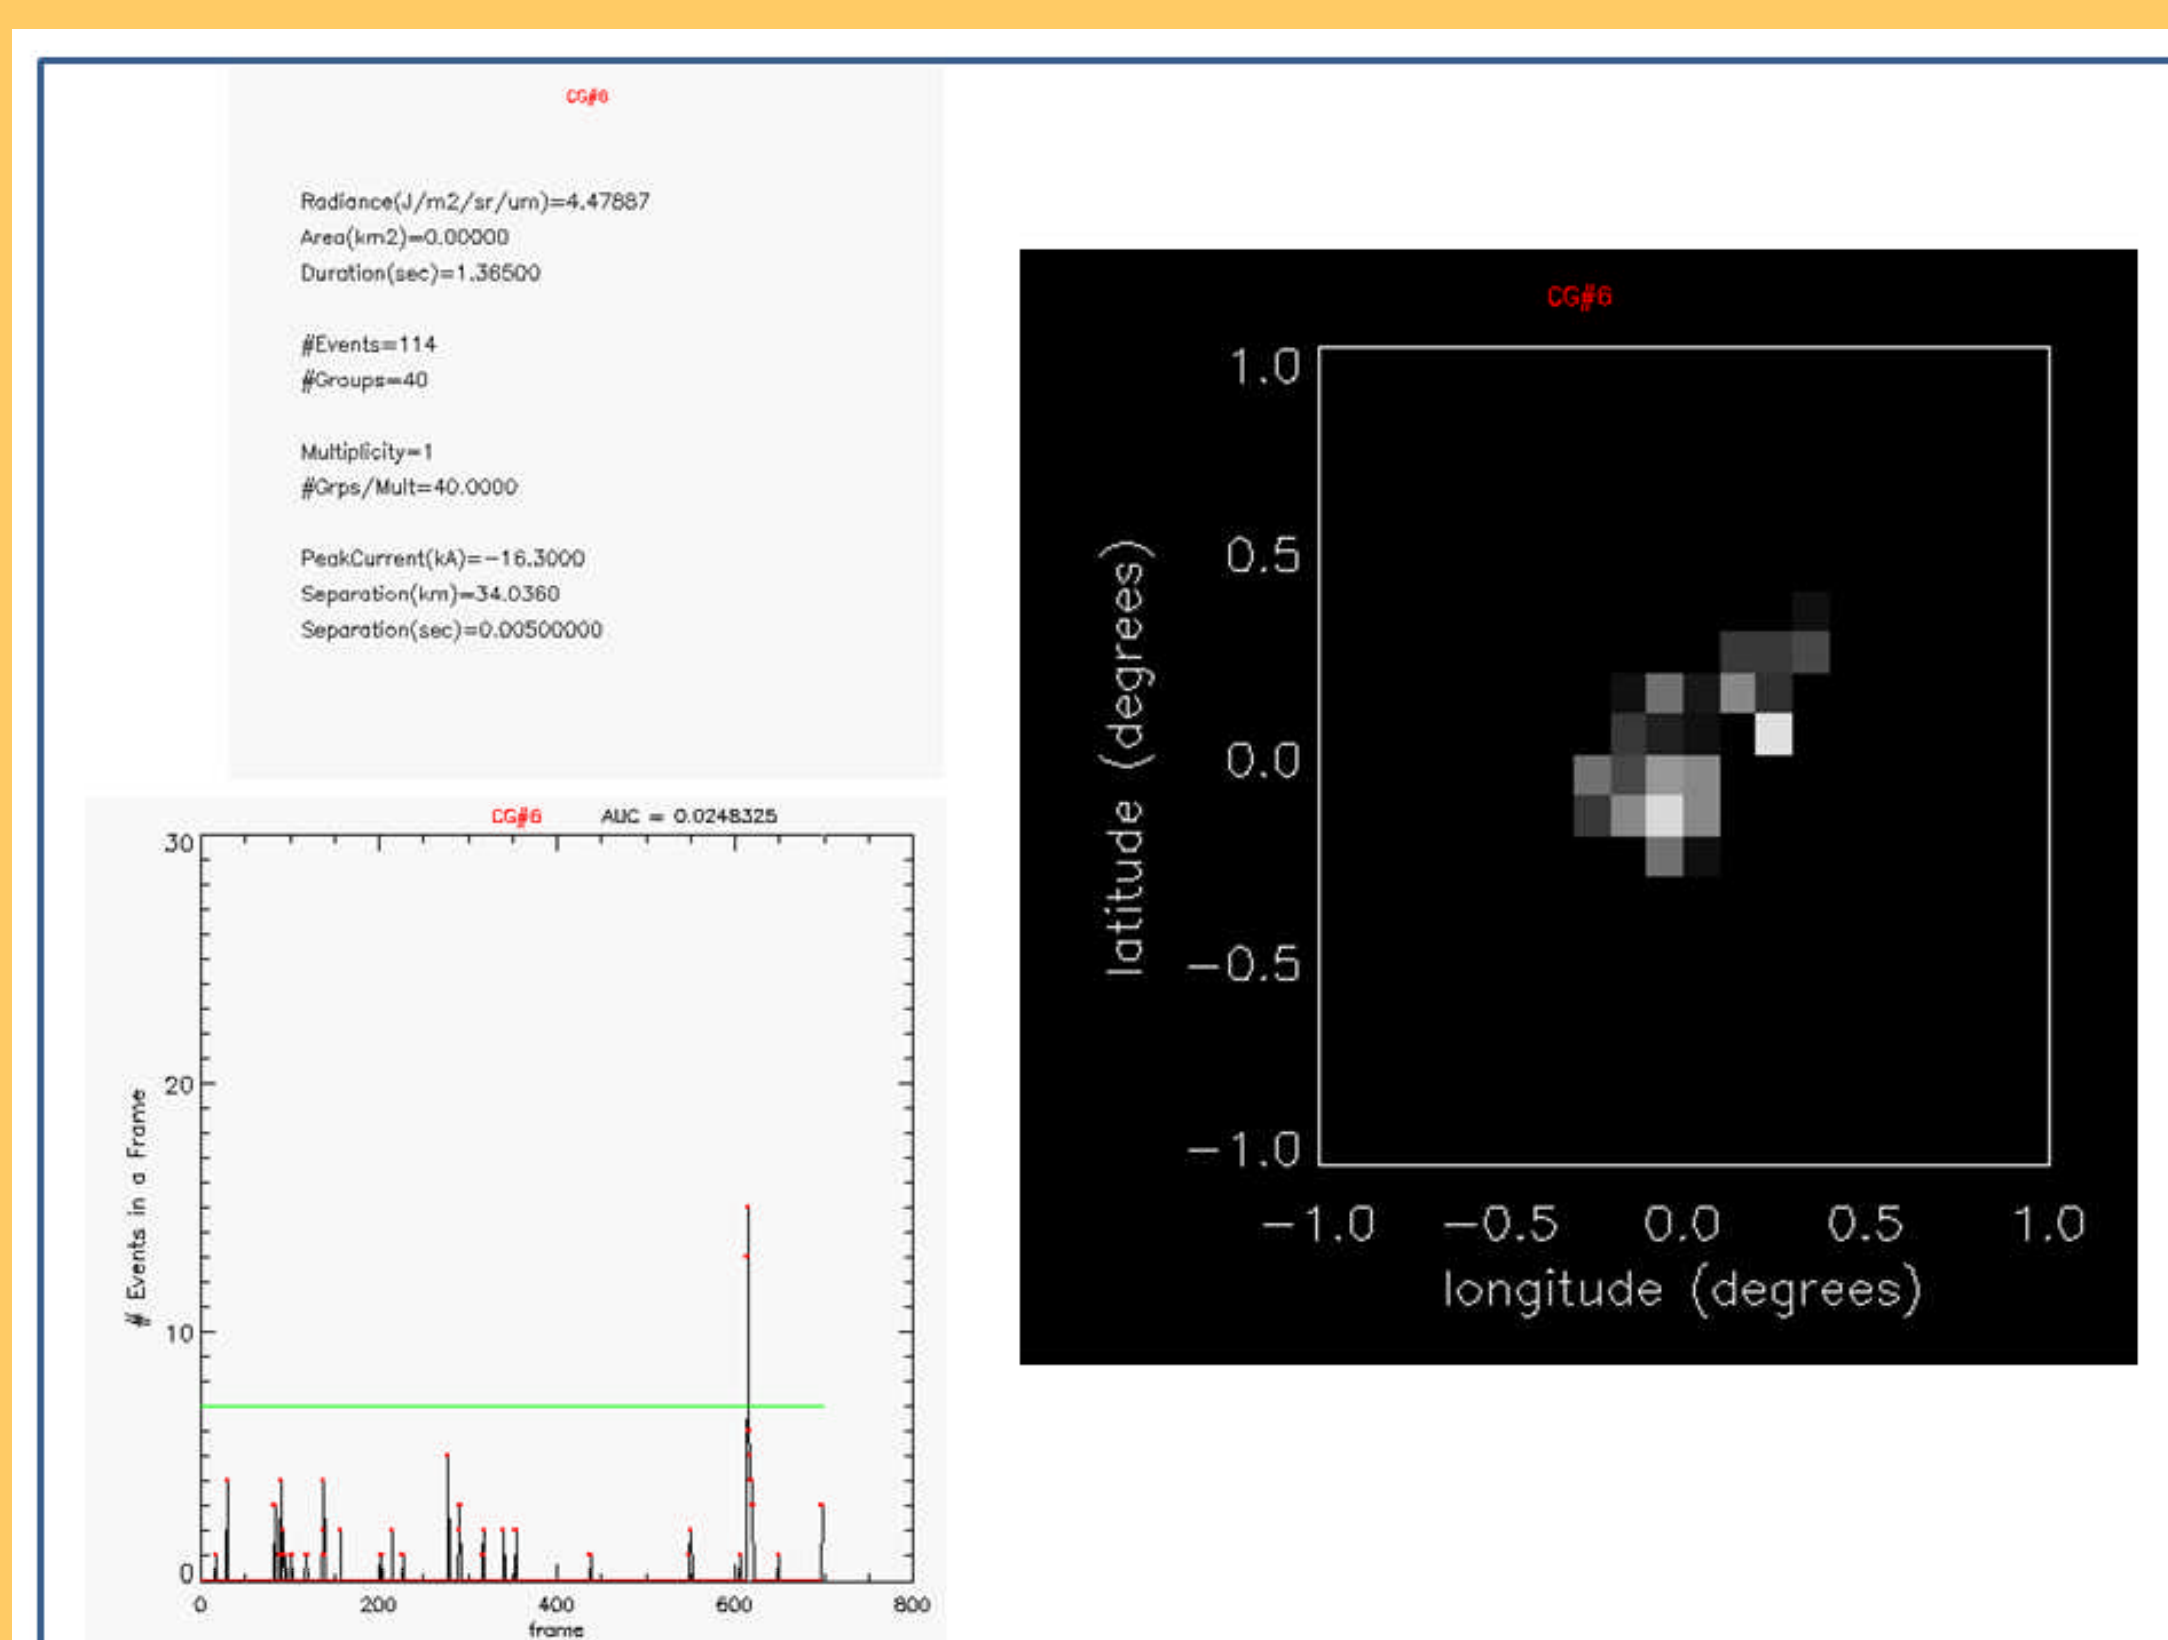 CG#6
Radiance(J/m2/sr/um)=4.47887
Area(km2)=0.00000
Duration(sec)=1.36500
#Events=114
#Groups=40
Multiplicity=1
#Grps/Mult=40.0000
PeakCurrent(kA)=-16.3000
Separation(km)=34.0360
Separation(sec)=0.00500000
CG#6 AUC = 0.0248325
30
20
10
0
# Events in a Frame
0 200 400 600 800
frame
CG#6
1.0
0.5
0.0
-0.5
-1.0
latitude (degrees)
-1.0 -0.5 0.0 0.5 1.0
longitude (degrees)